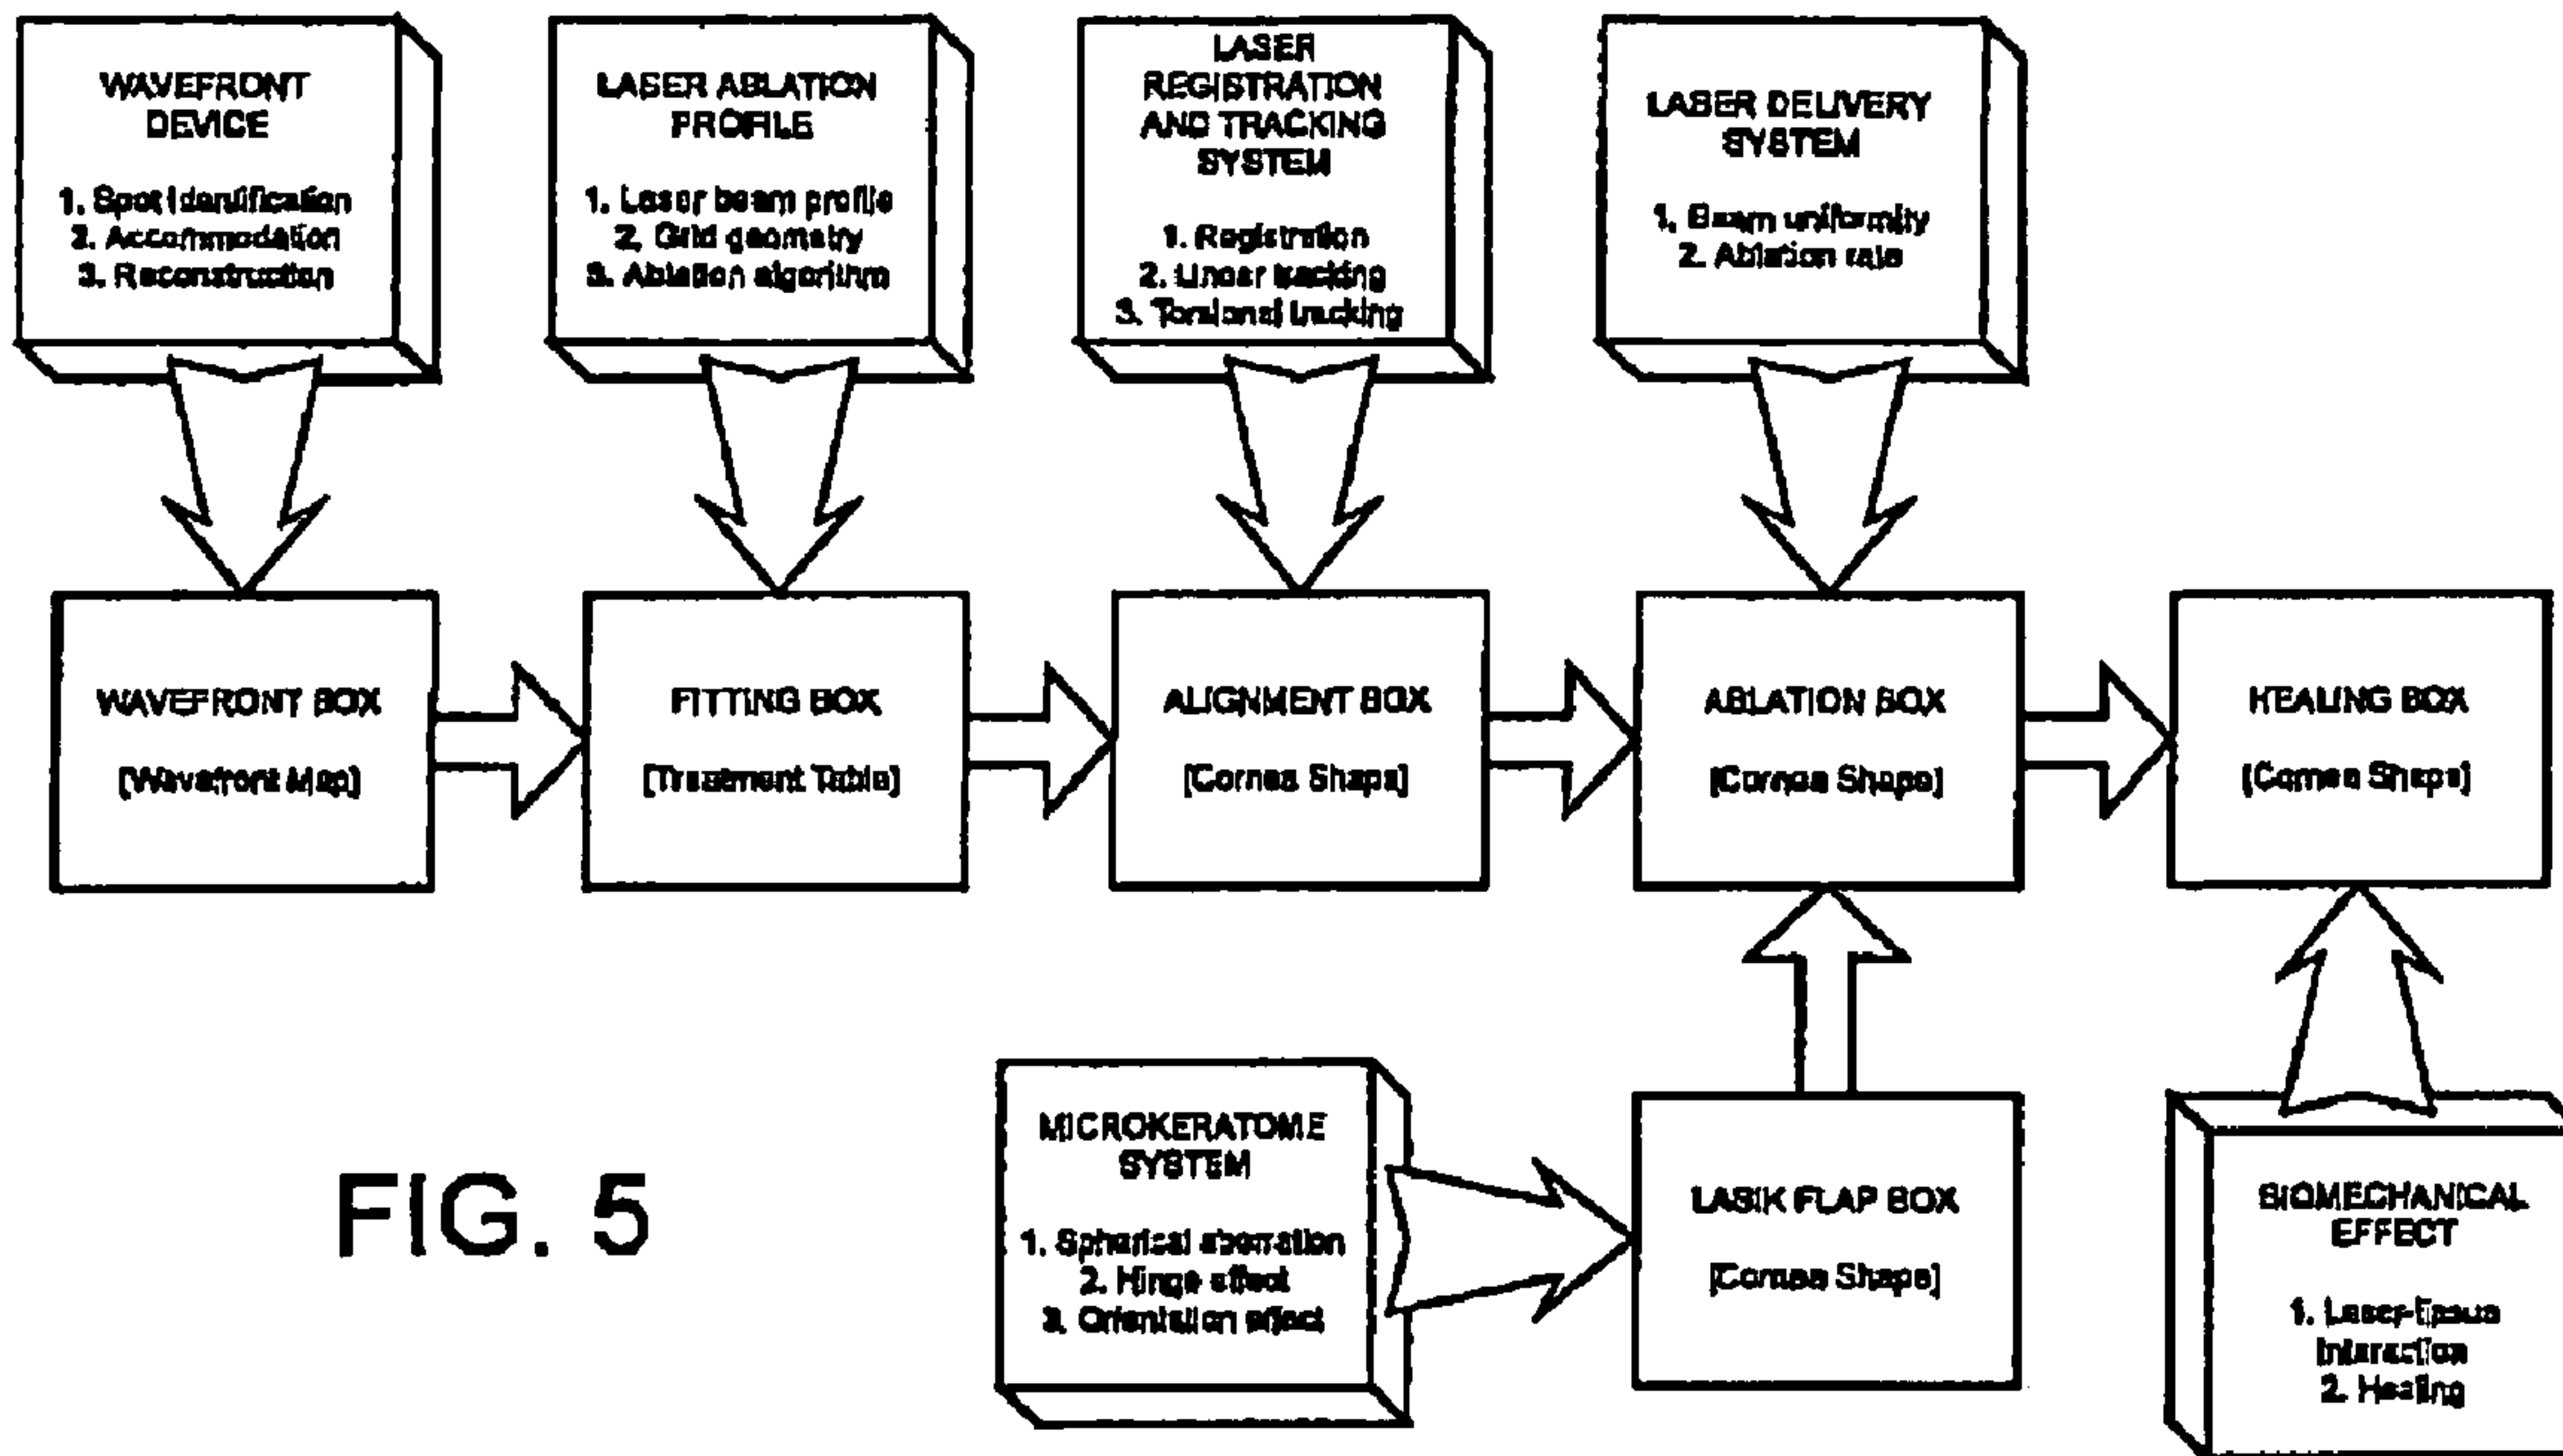 WAVEFRONT
DEVICE
1. Spot Identification
2. Accommodation
3. Reconstruction
LASER ABLATION
PROFILE
1. Laser beam profile
2. Grid geometry
3. Ablation algorithm
LASER
REGISTRATION
AND TRACKING
SYSTEM
1. Registration
2. Linear tracking
3. Torsional tracking
LASER DELIVERY
SYSTEM
1. Beam uniformity
2. Ablation rate
WAVEFRONT BOX
[Wavefront Map]
FITTING BOX
[Treatment Table]
ALIGNMENT BOX
[Cornea Shape]
ABLATION BOX
[Cornea Shape]
HEALING BOX
[Cornea Shape]
MICROKERATOME
SYSTEM
1. Spherical aberration
2. Hinge effect
3. Orientation effect
LASIK FLAP BOX
[Cornea Shape]
BIOMECHANICAL
EFFECT
1. Laser-tissue
Interaction
2. Healing
FIG. 5